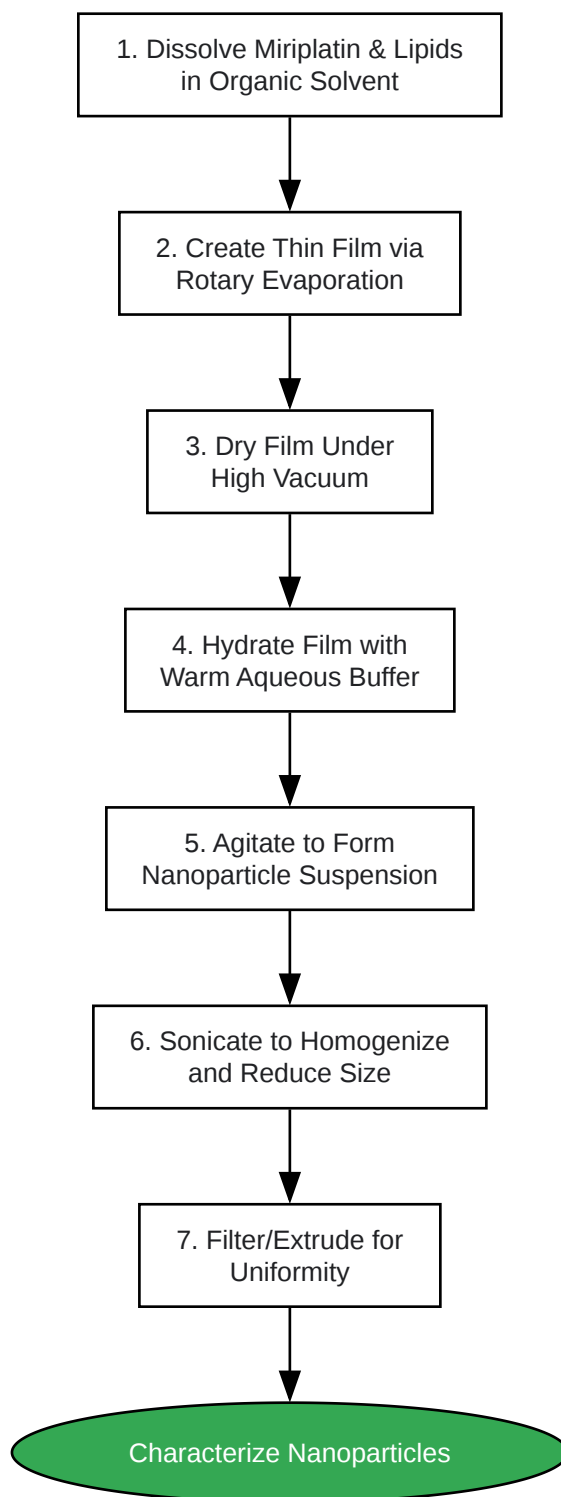 1. Dissolve Miriplatin & Lipids
in Organic Solvent
2. Create Thin Film via
Rotary Evaporation
3. Dry Film Under
High Vacuum
4. Hydrate Film with
Warm Aqueous Buffer
5. Agitate to Form
Nanoparticle Suspension
6. Sonicate to Homogenize
and Reduce Size
7. Filter/Extrude for
Uniformity
Characterize Nanoparticles